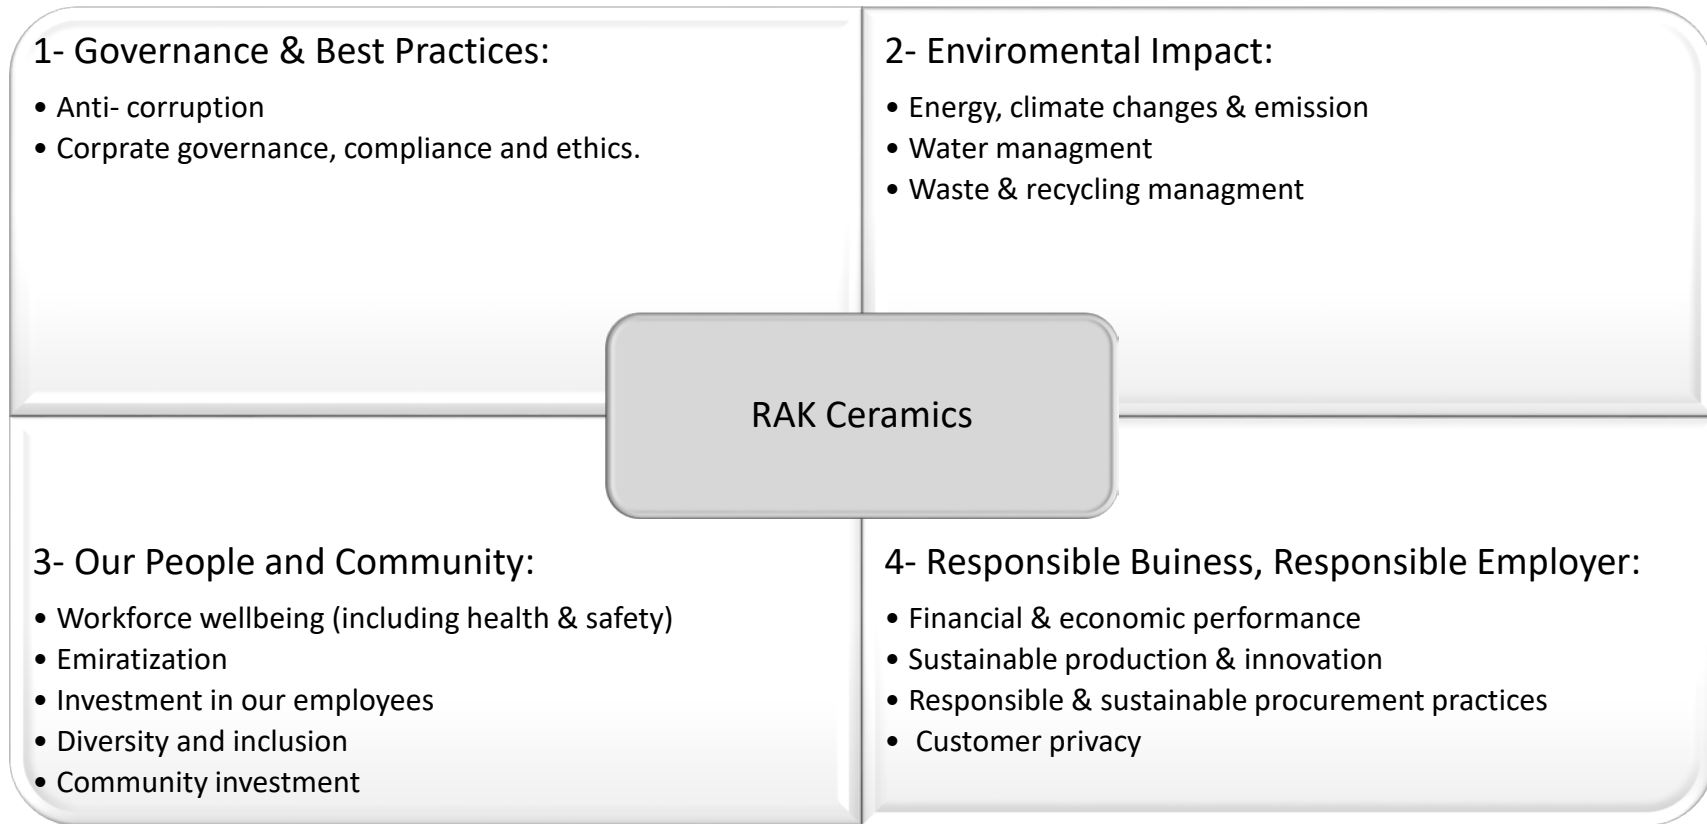 1- Governance & Best Practices:
• Anti- corruption
• Corprate governance, compliance and ethics.
2- Enviromental Impact:
• Energy, climate changes & emission
• Water managment
• Waste & recycling managment
RAK Ceramics
3- Our People and Community:
• Workforce wellbeing (including health & safety)
• Emiratization
• Investment in our employees
• Diversity and inclusion
• Community investment
4- Responsible Buiness, Responsible Employer:
• Financial & economic performance
• Sustainable production & innovation
• Responsible & sustainable procurement practices
• Customer privacy